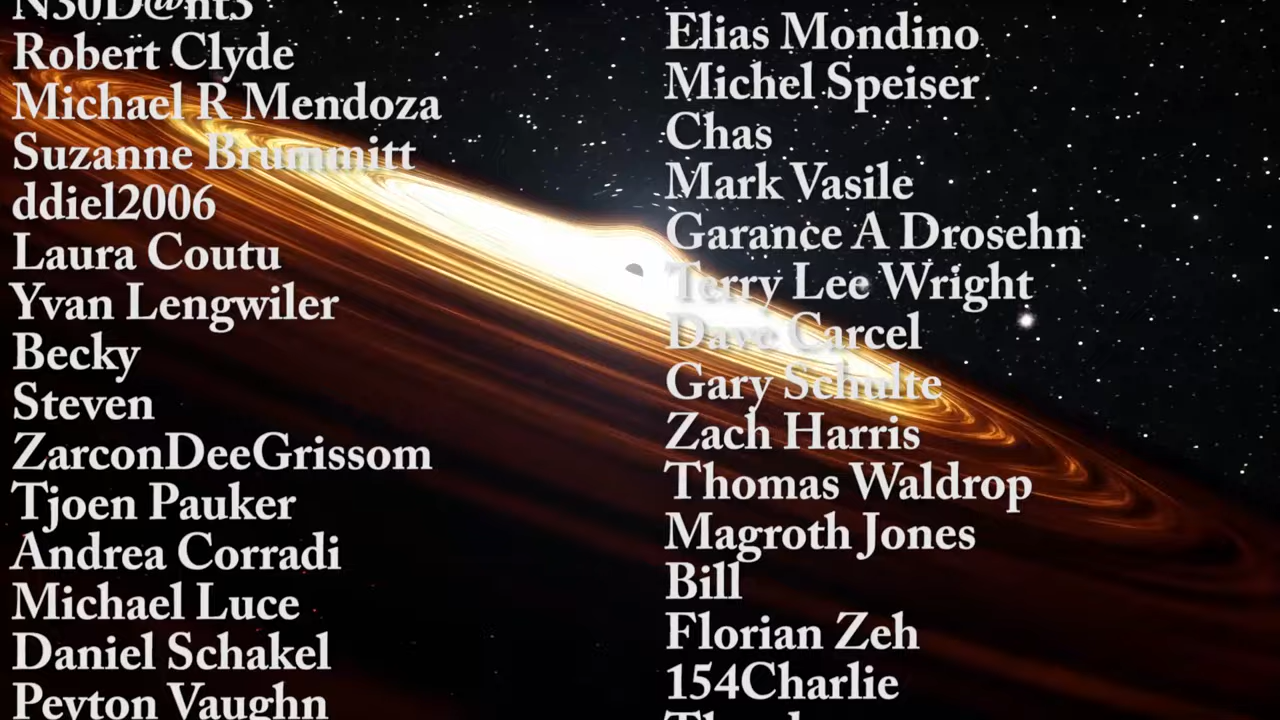 N30D@nt3
Robert Clyde
Michael R Mendoza
Suzanne Brummitt
ddiel2006
Laura Coutu
Yvan Lengwiler
Becky
Steven
ZarconDeeGrissom
Tjoen Pauker
Andrea Corradi
Michael Luce
Daniel Schakel
Peyton Vaughn
Elias Mondino
Michel Speiser
Chas
Mark Vasile
Garance A Drosehn
Terry Lee Wright
Dave Carcel
Gary Schulte
Zach Harris
Thomas Waldrop
Magroth Jones
Bill
Florian Zeh
154Charlie